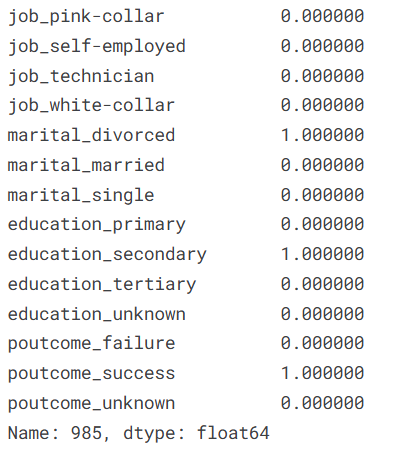 job_pink-collar 0.000000
job_self-employed 0.000000
job_technician 0.000000
job_white-collar 0.000000
marital_divorced 1.000000
marital_married 0.000000
marital_single 0.000000
education_primary 0.000000
education_secondary 1.000000
education_tertiary 0.000000
education_unknown 0.000000
poutcome_failure 0.000000
poutcome_success 1.000000
poutcome_unknown 0.000000
Name: 985, dtype: float64